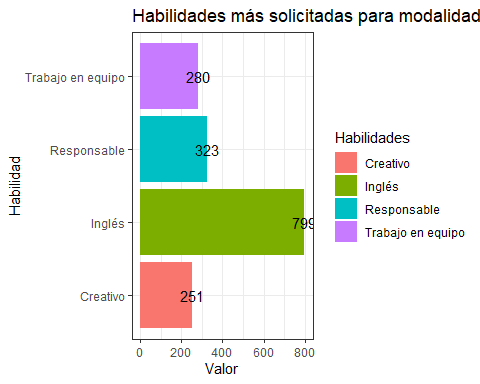 Habilidades más solicitadas para modalidad
Habilidad
Trabajo en equipo
Responsable
Inglés
Creativo
280
323
799
251
0
200
400
600
800
Valor
Habilidades
Creativo
Inglés
Responsable
Trabajo en equipo